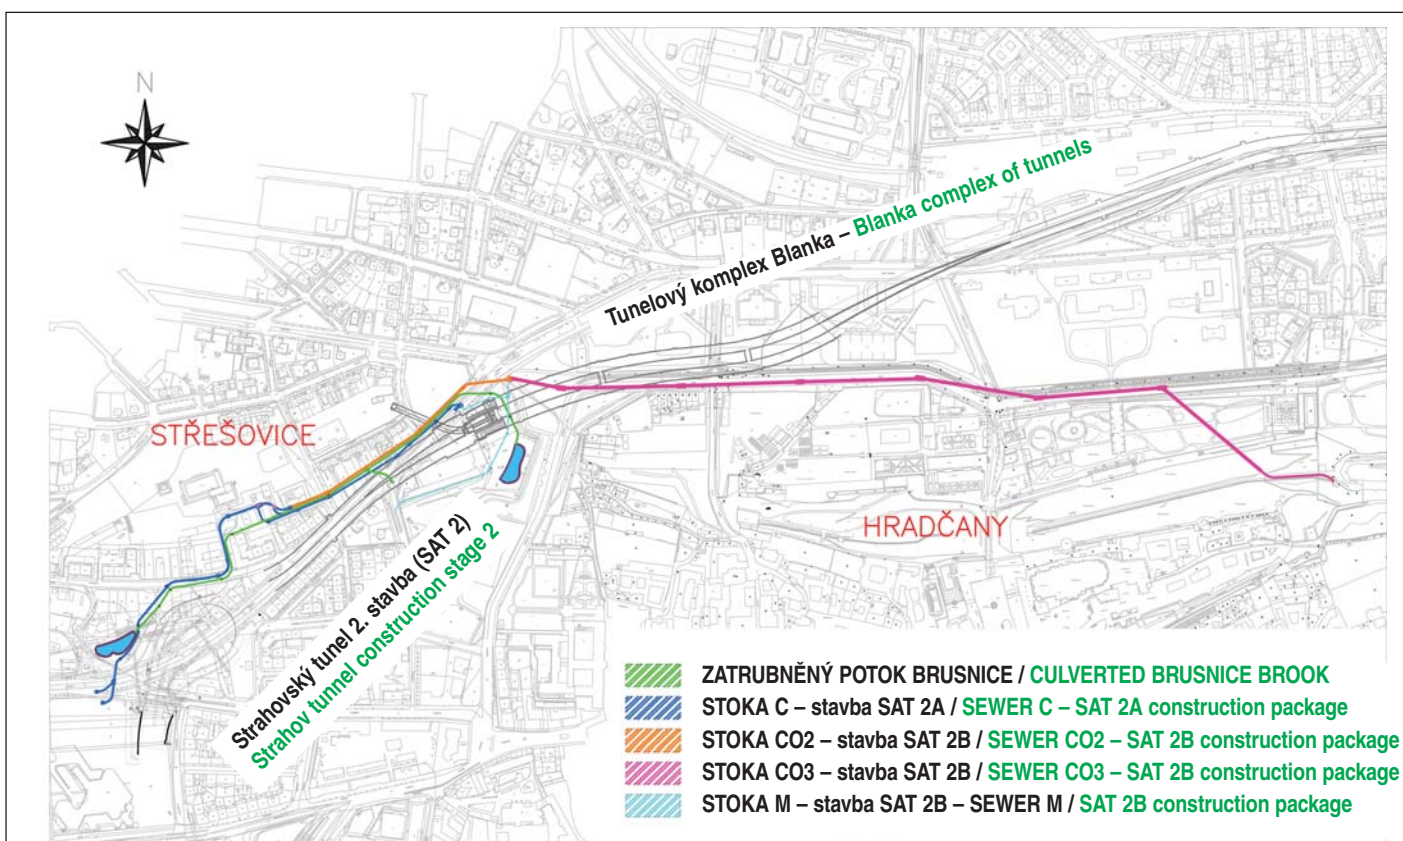 N
Tunelový komplex Blanka – Blanka complex of tunnels
STŘEŠOVICE
HRADČANY
Strahovský tunel 2. stavba (SAT 2)
Strahov tunnel construction stage 2
ZATRUBNĚNÝ POTOK BRUSNICE / CULVERTED BRUSNICE BROOK
STOKA C – stavba SAT 2A / SEWER C – SAT 2A construction package
STOKA CO2 – stavba SAT 2B / SEWER CO2 – SAT 2B construction package
STOKA CO3 – stavba SAT 2B / SEWER CO3 – SAT 2B construction package
STOKA M – stavba SAT 2B – SEWER M / SAT 2B construction package